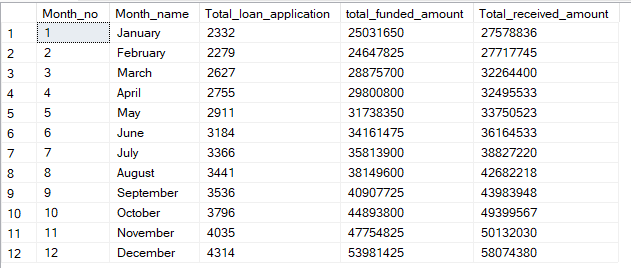 Month_no Month_name Total_loan_application total_funded_amount Total_received_amount
1 1 January 2332 25031650 27578836
2 2 February 2279 24647825 27717745
3 3 March 2627 28875700 32264400
4 4 April 2755 29800800 32495533
5 5 May 2911 31738350 33750523
6 6 June 3184 34161475 36164533
7 7 July 3366 35813900 38827220
8 8 August 3441 38149600 42682218
9 9 September 3536 40907725 43983948
10 10 October 3796 44893800 49399567
11 11 November 4035 47754825 50132030
12 12 December 4314 53981425 58074380